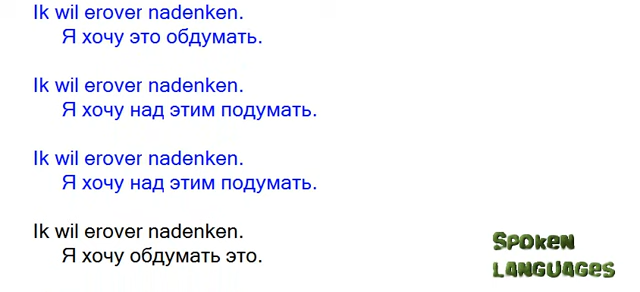 Ik wil erover nadenken.
Я хочу это обдумать.
Ik wil erover nadenken.
Я хочу над этим подумать.
Ik wil erover nadenken.
Я хочу над этим подумать.
Ik wil erover nadenken.
Я хочу обдумать это.
Spoken
Languages